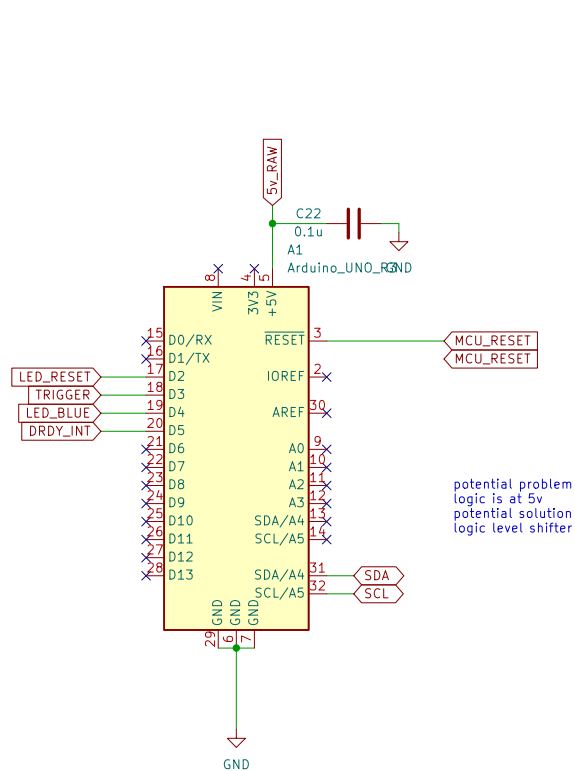 5v_RAW
C22
0.1u
A1
Arduino_UNO_R3
GND
8
4
5
VIN
3V3
+5V
15
D0/RX
RESET
3
MCU_RESET
16
D1/TX
MCU_RESET
LED_RESET
17
D2
IOREF
2
TRIGGER
18
D3
LED_BLUE
19
D4
AREF
30
DRDY_INT
20
D5
21
D6
A0
9
22
D7
A1
10
23
D8
A2
11
potential problem
24
D9
A3
12
logic is at 5v
25
D10
SDA/A4
13
potential solution
26
D11
SCL/A5
14
logic level shifter
27
D12
28
D13
SDA/A4
31
SDA
SCL/A5
32
SCL
GND
GND
GND
29
6
7
GND